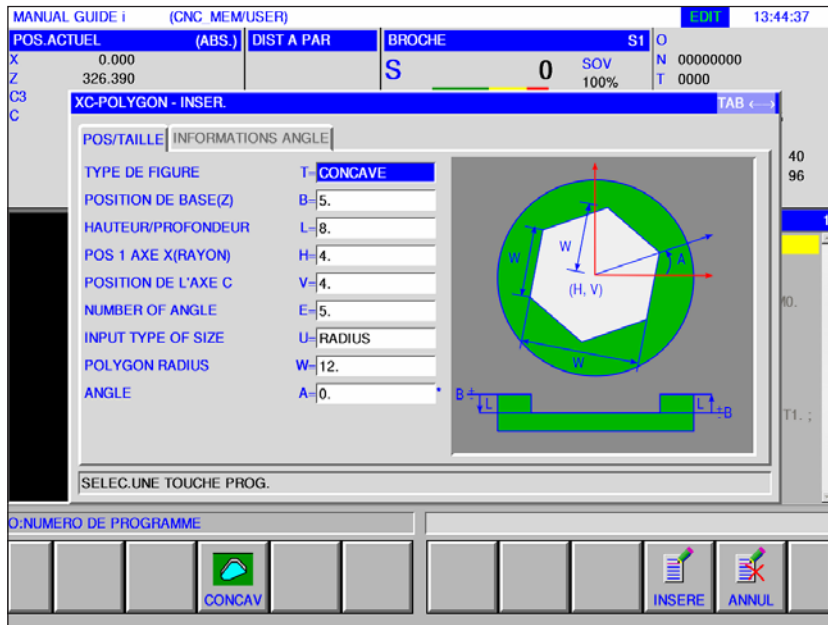 MANUAL GUIDE i (CNC_MEM/USER) EDIT 13:44:37
POS.ACTUEL (ABS.) DIST A PAR BROCHE S1 O
X 0.000 S 0 SOV N 00000000
Z 326.390 100% T 0000
C3
C
XC-POLYGON - INSER. TAB ←→
POS/TAILLE INFORMATIONS ANGLE
TYPE DE FIGURE T=CONCAVE
POSITION DE BASE(Z) B=5.
HAUTEUR/PROFONDEUR L=8.
POS 1 AXE X(RAYON) H=4.
POSITION DE L'AXE C V=4.
NUMBER OF ANGLE E=5.
INPUT TYPE OF SIZE U=RADIUS
POLYGON RADIUS W=12.
ANGLE A=0. °
W
W
A
(H, V)
W
B ± L L ±B
40
96
1
M0.
T1. ;
SELEC.UNE TOUCHE PROG.
O:NUMERO DE PROGRAMME
CONCAV INSERE ANNUL